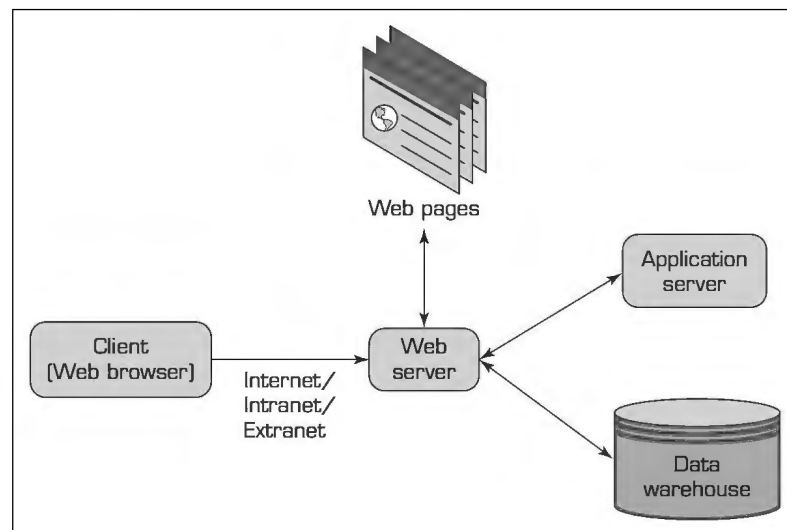 Web pages
Application
server
Client
(Web browser)
Internet/
Intranet/
Extranet
Web
server
Data
warehouse